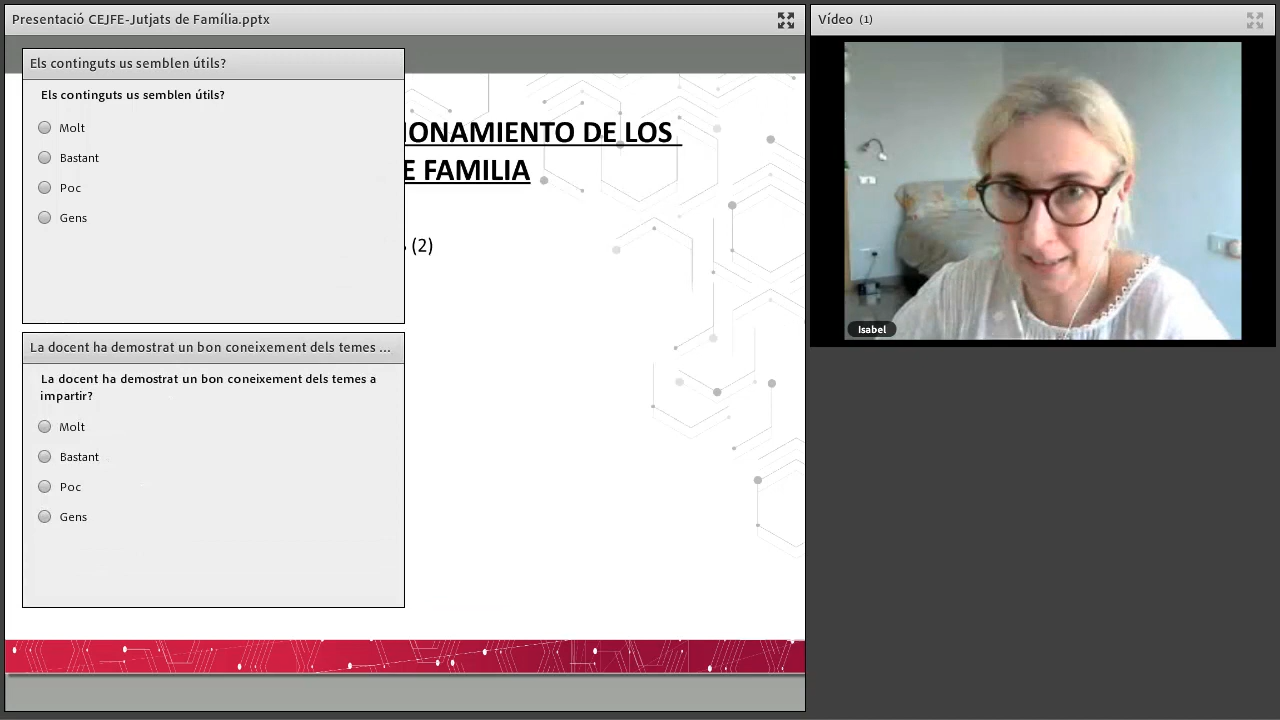 Presentació CEJFE-Jutjats de Família.pptx
Els continguts us semblen útils?
Els continguts us semblen útils?
Molt
Bastant
Poc
Gens
IONAMIENTO DE LOS
E FAMILIA
(2)
La docent ha demostrat un bon coneixement dels temes ...
La docent ha demostrat un bon coneixement dels temes a
impartir?
Molt
Bastant
Poc
Gens
Vídeo (1)
Isabel